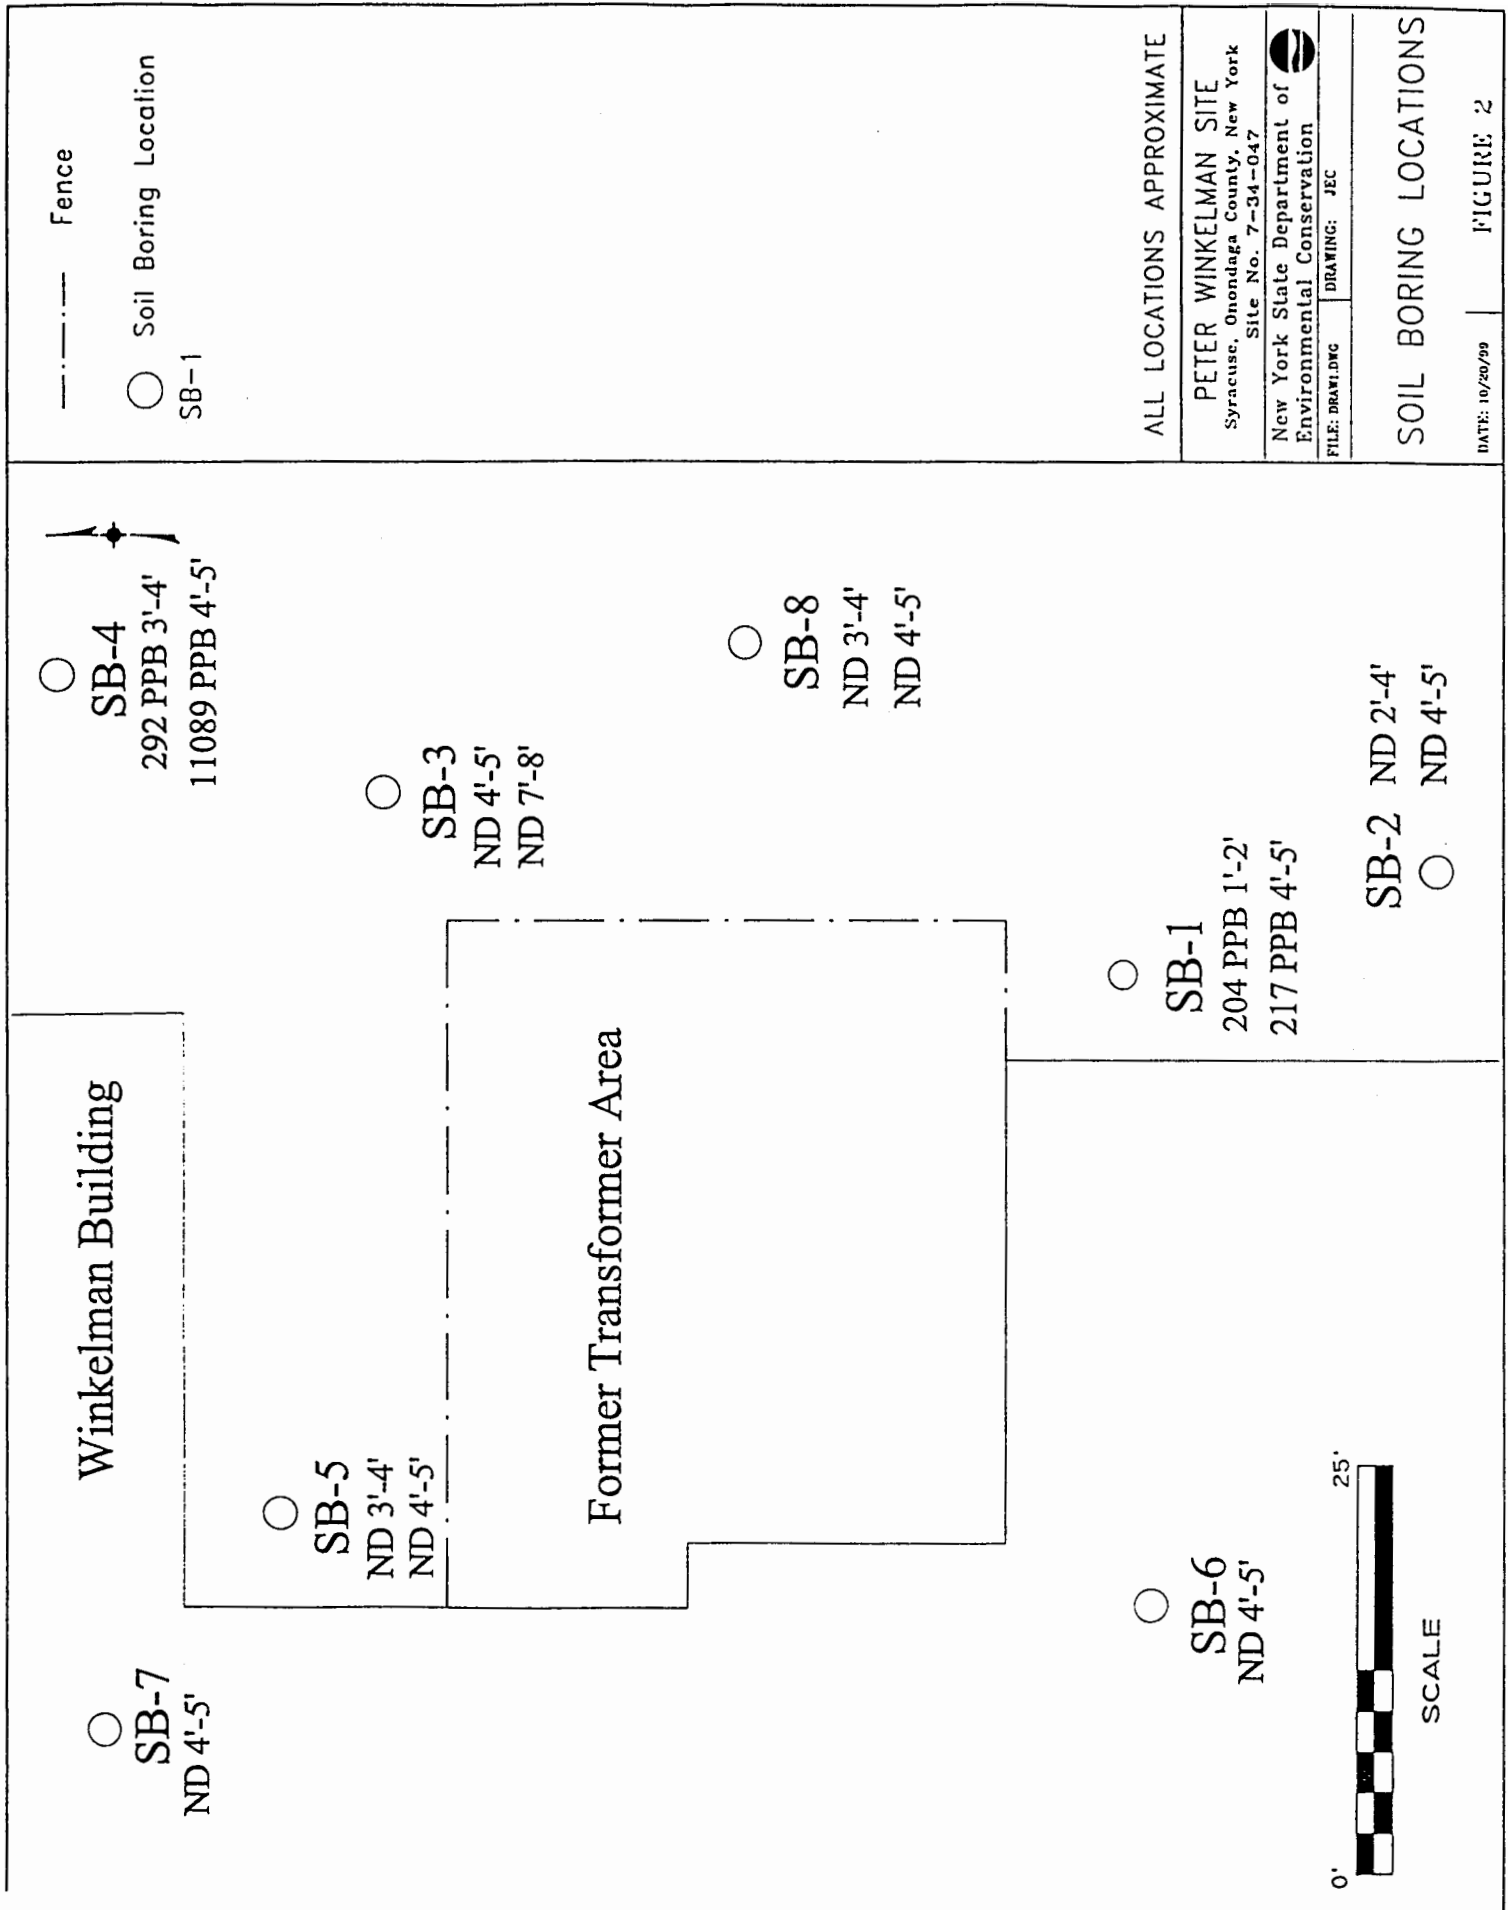 Fence
Soil Boring Location
SB-1
Winkelman Building
SB-7
ND 4'-5'
SB-5
ND 3'-4'
ND 4'-5'
SB-4
292 PPB 3'-4'
11089 PPB 4'-5'
SB-3
ND 4'-5'
ND 7'-8'
Former Transformer Area
SB-8
ND 3'-4'
ND 4'-5'
SB-6
ND 4'-5'
SB-1
204 PPB 1'-2'
217 PPB 4'-5'
SB-2
ND 2'-4'
ND 4'-5'
0'
25'
SCALE
ALL LOCATIONS APPROXIMATE
PETER WINKELMAN SITE
Syracuse, Onondaga County, New York
Site No. 7-34-047
New York State Department of
Environmental Conservation
FILE: DRAW1.DWG
DRAWING: JEC
SOIL BORING LOCATIONS
DATE: 10/20/99
FIGURE 2